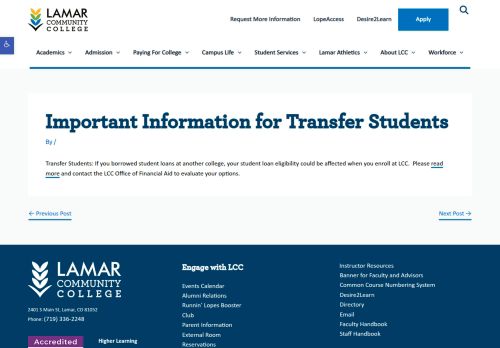 LAMAR
COMMUNITY
COLLEGE
Request More Information LopeAccess Desire2Learn Apply
Academics Admission Paying For College Campus Life Student Services Lamar Athletics About LCC Workforce
Important Information for Transfer Students
By /
Transfer Students: If you borrowed student loans at another college, your student loan eligibility could be affected when you enroll at LCC. Please read
more and contact the LCC Office of Financial Aid to evaluate your options.
← Previous Post Next Post →
LAMAR
COMMUNITY
COLLEGE
2401 S Main St, Lamar, CO 81052
Phone: (719) 336-2248
Accredited Higher Learning
Engage with LCC
Events Calendar
Alumni Relations
Runnin' Lopes Booster
Club
Parent Information
External Room
Reservations
Instructor Resources
Banner for Faculty and Advisors
Common Course Numbering System
Desire2Learn
Directory
Email
Faculty Handbook
Staff Handbook